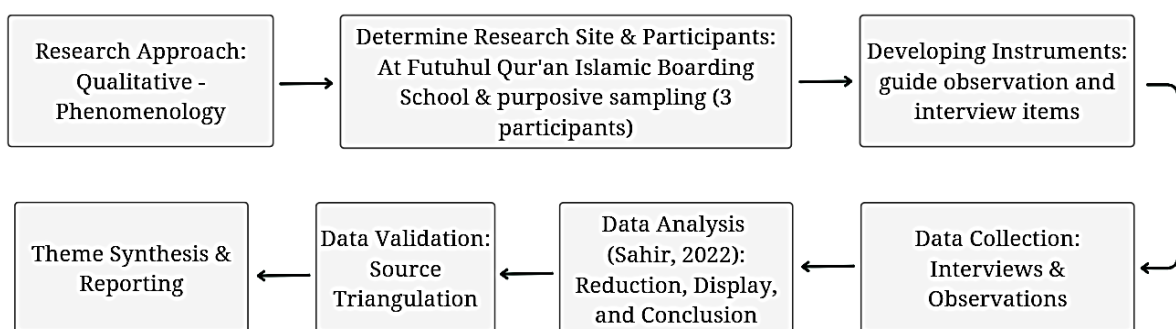 Research Approach:
Qualitative -
Phenomenology
Determine Research Site & Participants:
At Futuhul Qur'an Islamic Boarding
School & purposive sampling (3
participants)
Developing Instruments:
guide observation and
interview items
Data Collection:
Interviews &
Observations
Data Analysis
(Sahir, 2022):
Reduction, Display,
and Conclusion
Data Validation:
Source
Triangulation
Theme Synthesis &
Reporting